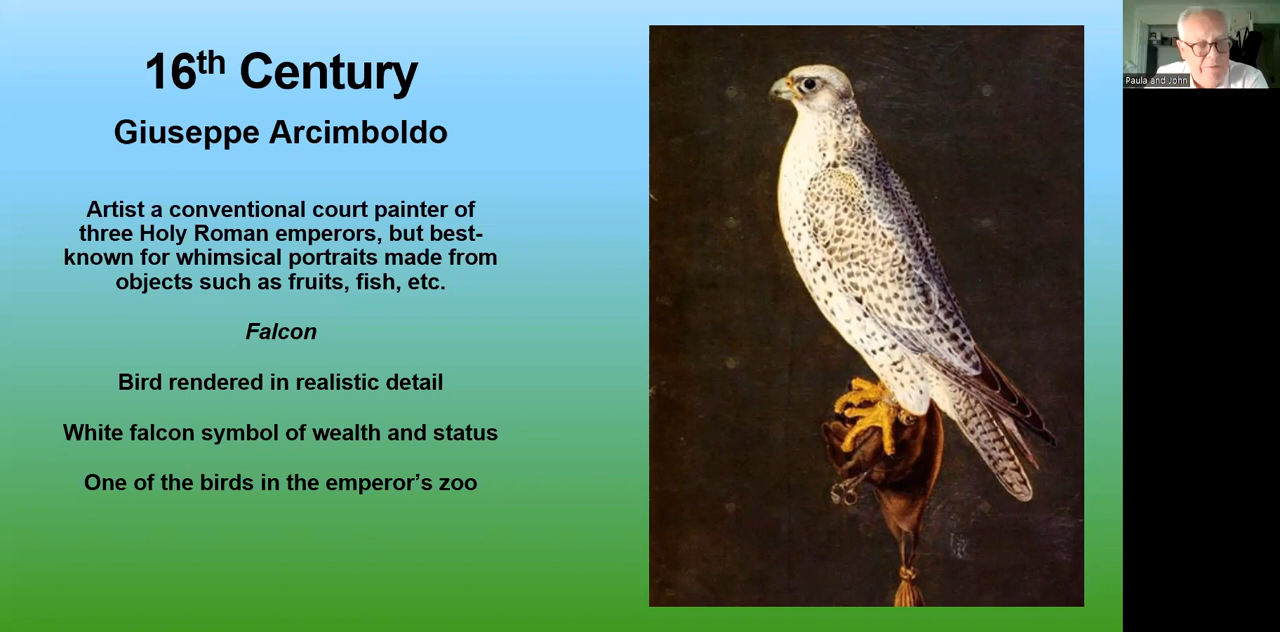 16th Century
Giuseppe Arcimboldo
Artist a conventional court painter of
three Holy Roman emperors, but best-
known for whimsical portraits made from
objects such as fruits, fish, etc.
Falcon
Bird rendered in realistic detail
White falcon symbol of wealth and status
One of the birds in the emperor’s zoo
Paula and John